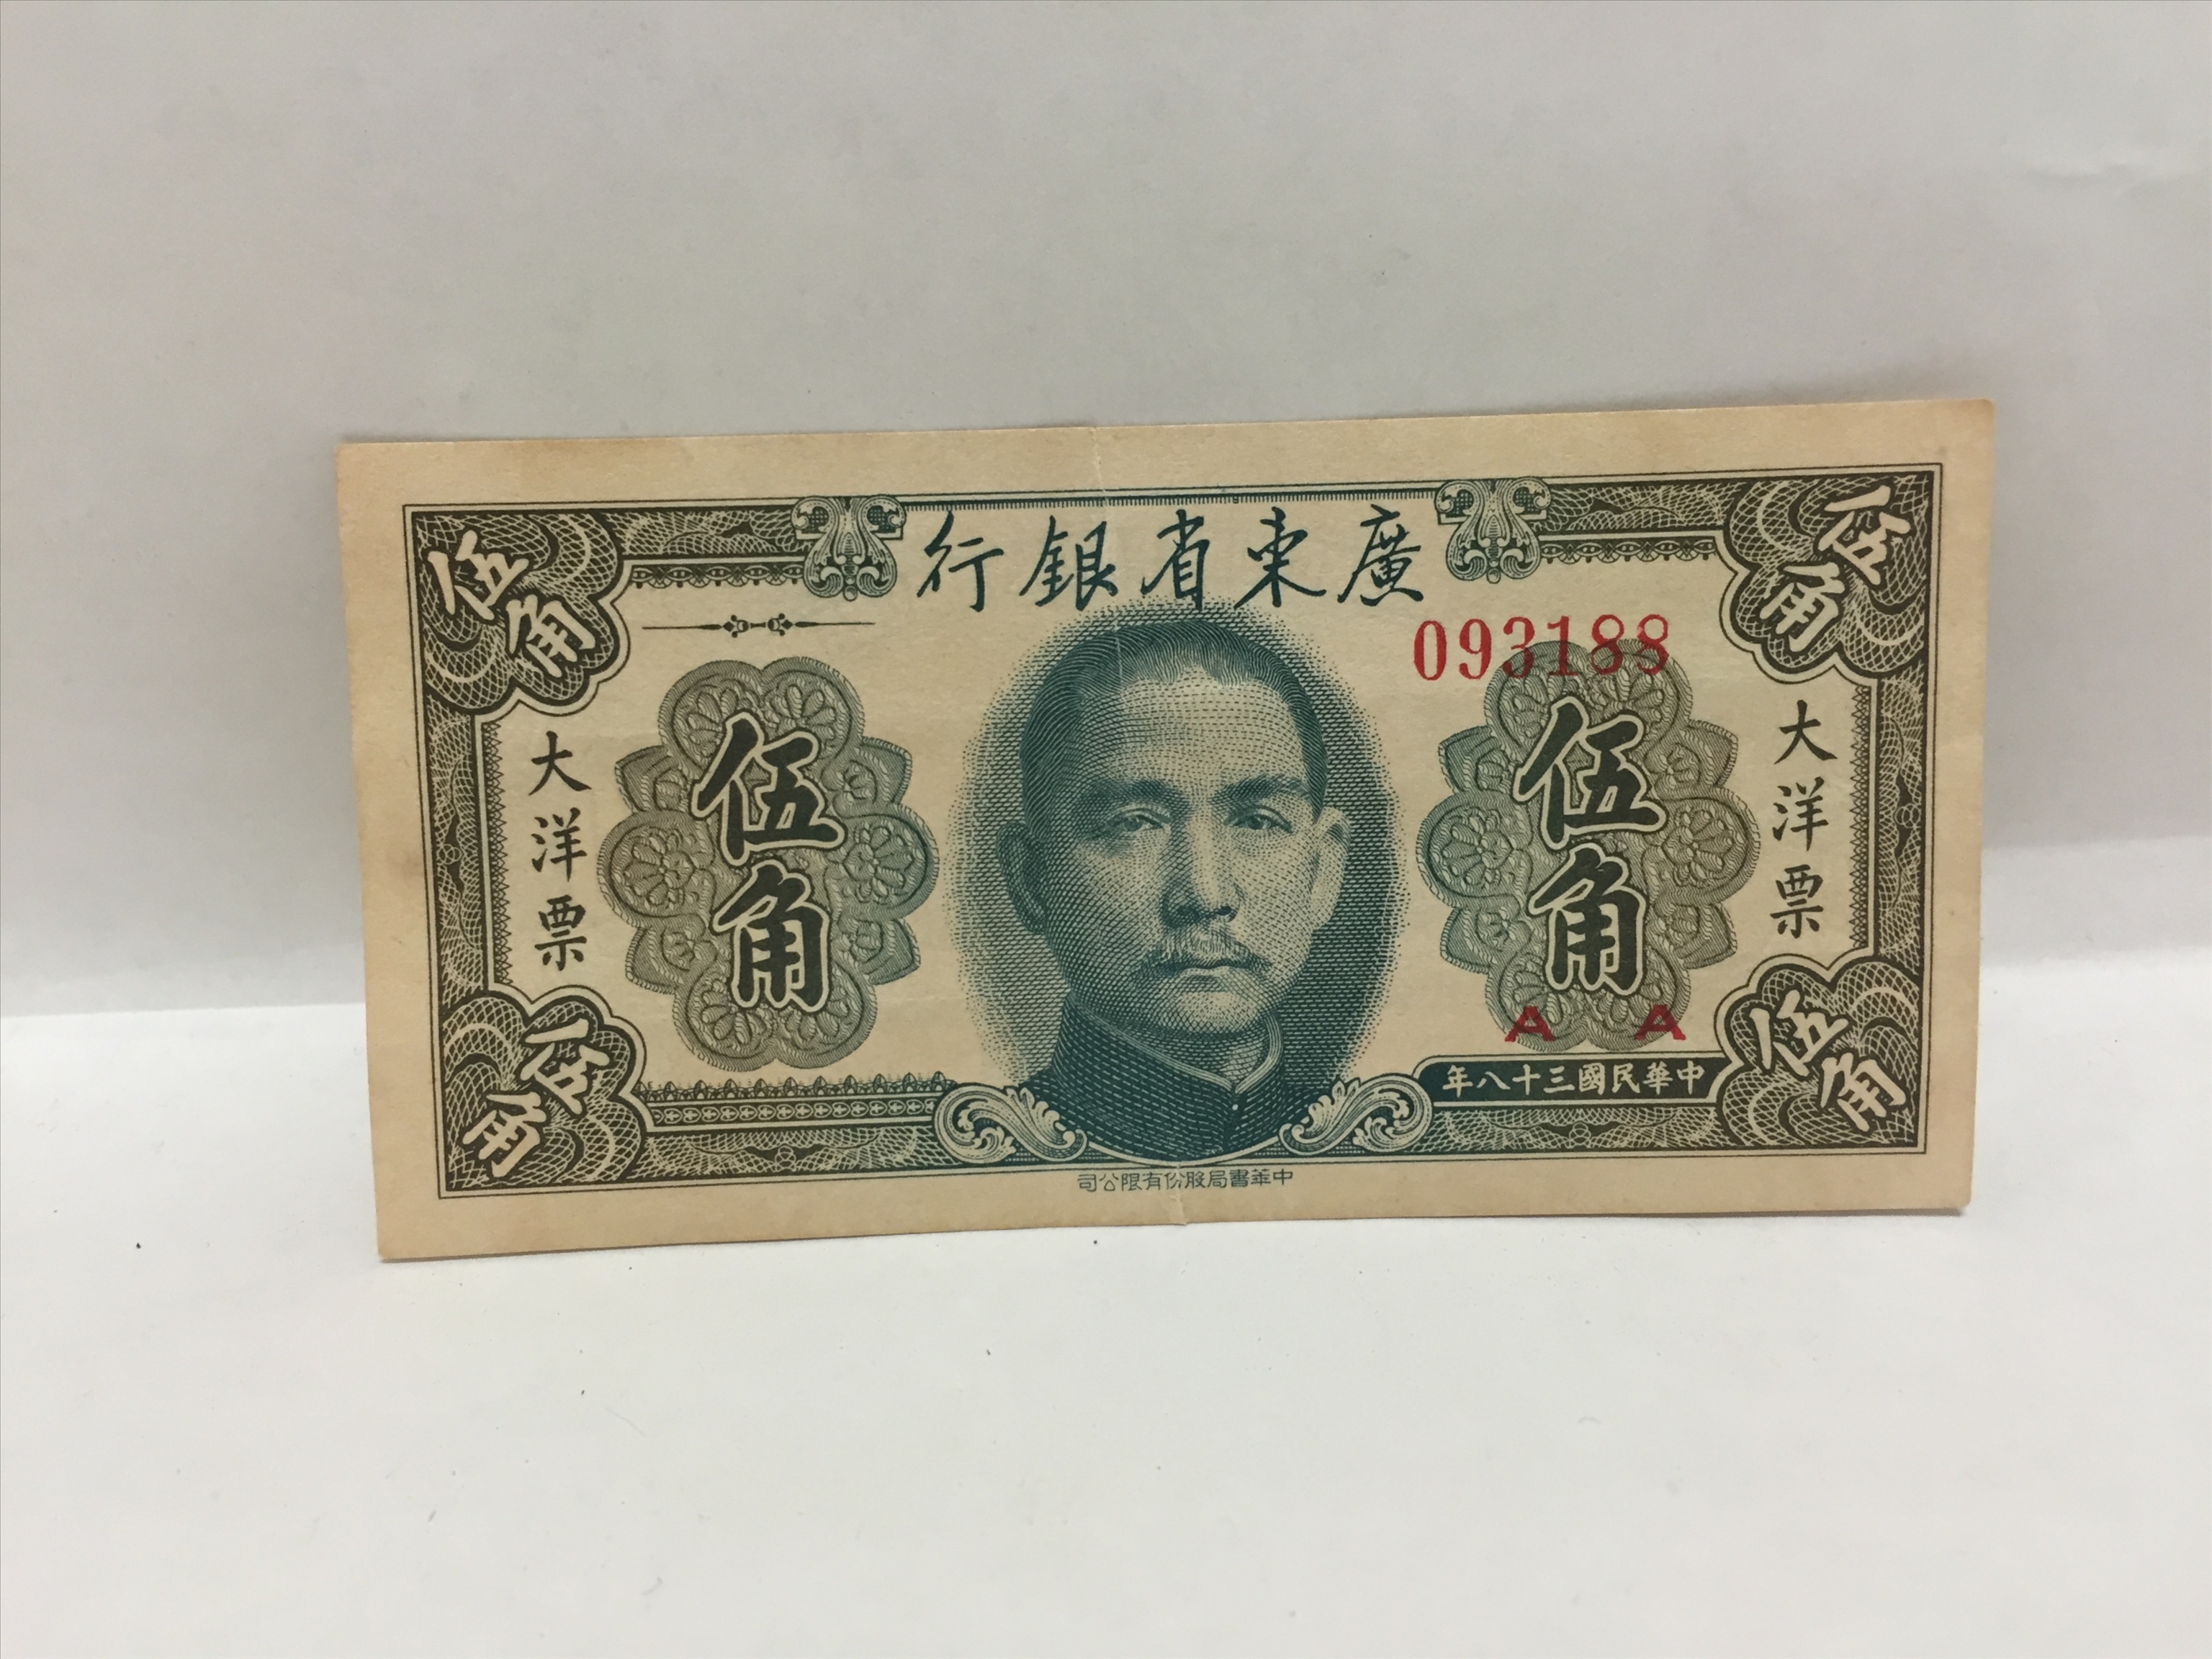 廣東省銀行
093188
伍角
伍角
大洋票
伍角
伍角
大洋票
A A
伍角
伍角
中華民國三十八年
中華書局股份有限公司